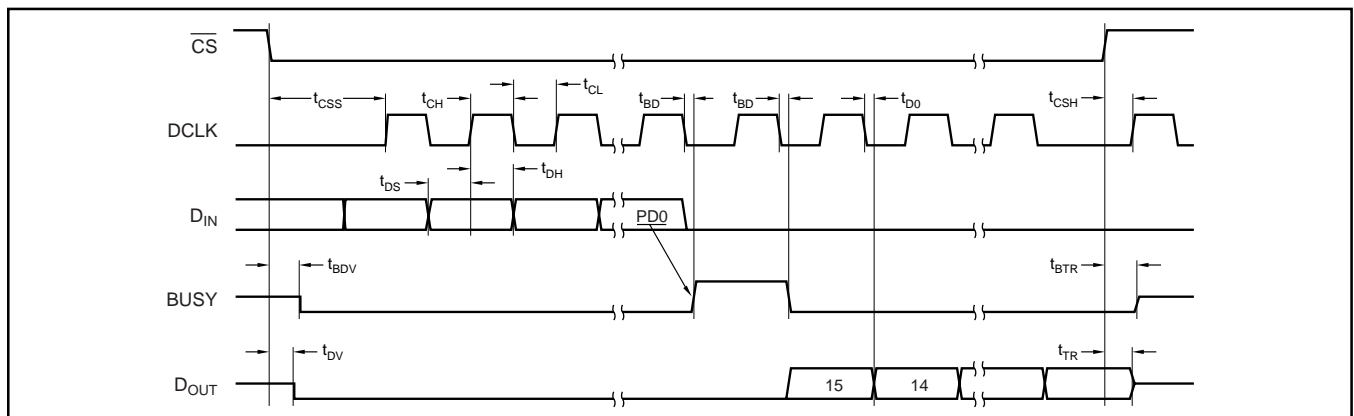 CS
tCSS
tCH
tCL
tBD
tBD
tD0
tCSH
DCLK
tDS
tDH
DIN
PD0
tBDV
tBTR
BUSY
tDV
tTR
DOUT
15
14